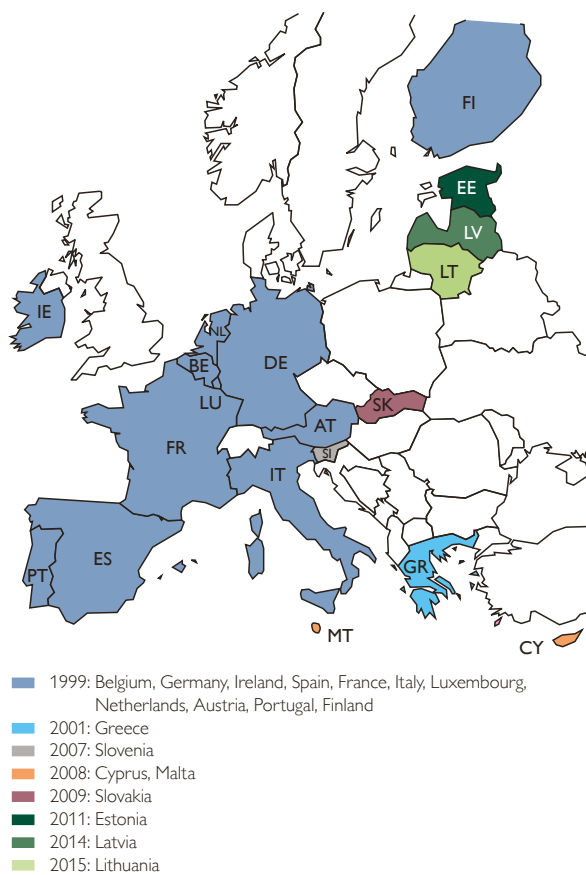 FI
EE
LV
LT
IE
NL
BE
DE
LU
SK
AT
FR
SI
IT
ES
PT
GR
MT
CY
1999: Belgium, Germany, Ireland, Spain, France, Italy, Luxembourg,
Netherlands, Austria, Portugal, Finland
2001: Greece
2007: Slovenia
2008: Cyprus, Malta
2009: Slovakia
2011: Estonia
2014: Latvia
2015: Lithuania